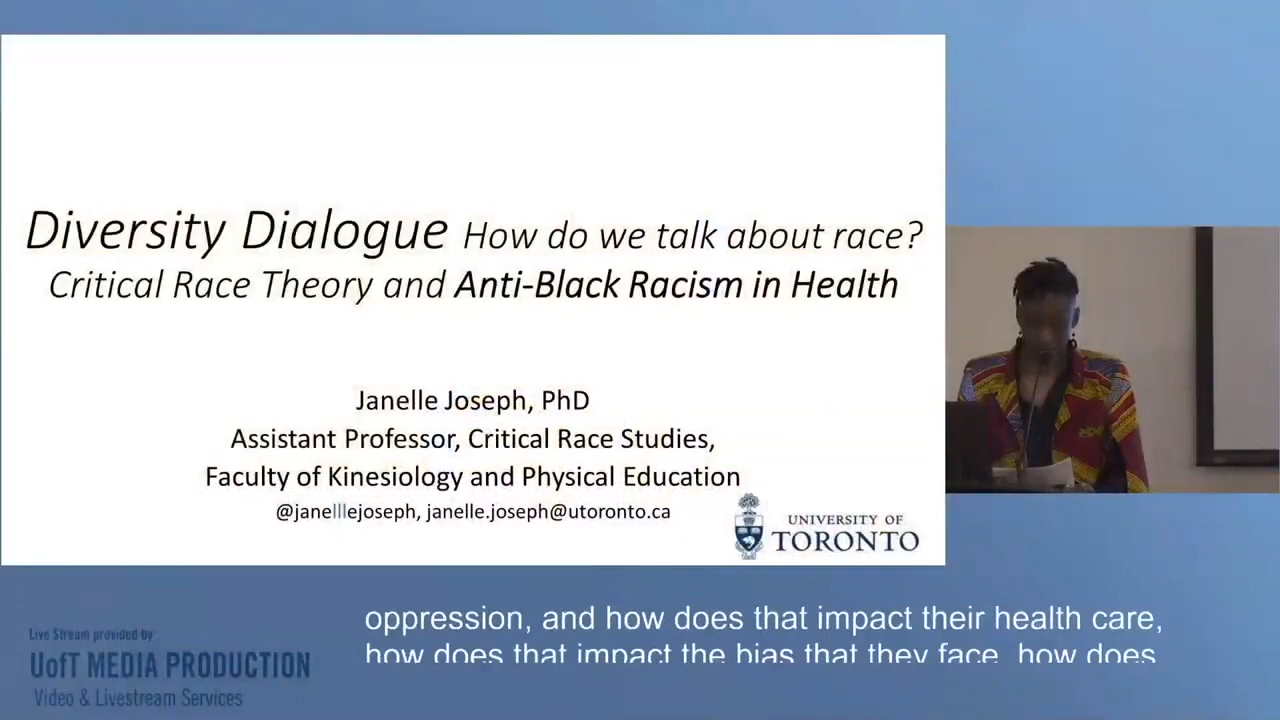 Diversity Dialogue How do we talk about race?
Critical Race Theory and Anti-Black Racism in Health
Janelle Joseph, PhD
Assistant Professor, Critical Race Studies,
Faculty of Kinesiology and Physical Education
@janelllejoseph, janelle.joseph@utoronto.ca
UNIVERSITY OF
TORONTO
oppression, and how does that impact their health care,
how does that impact the bias that they face, how does
Live Stream provided by
UofT MEDIA PRODUCTION
Video & Livestream Services